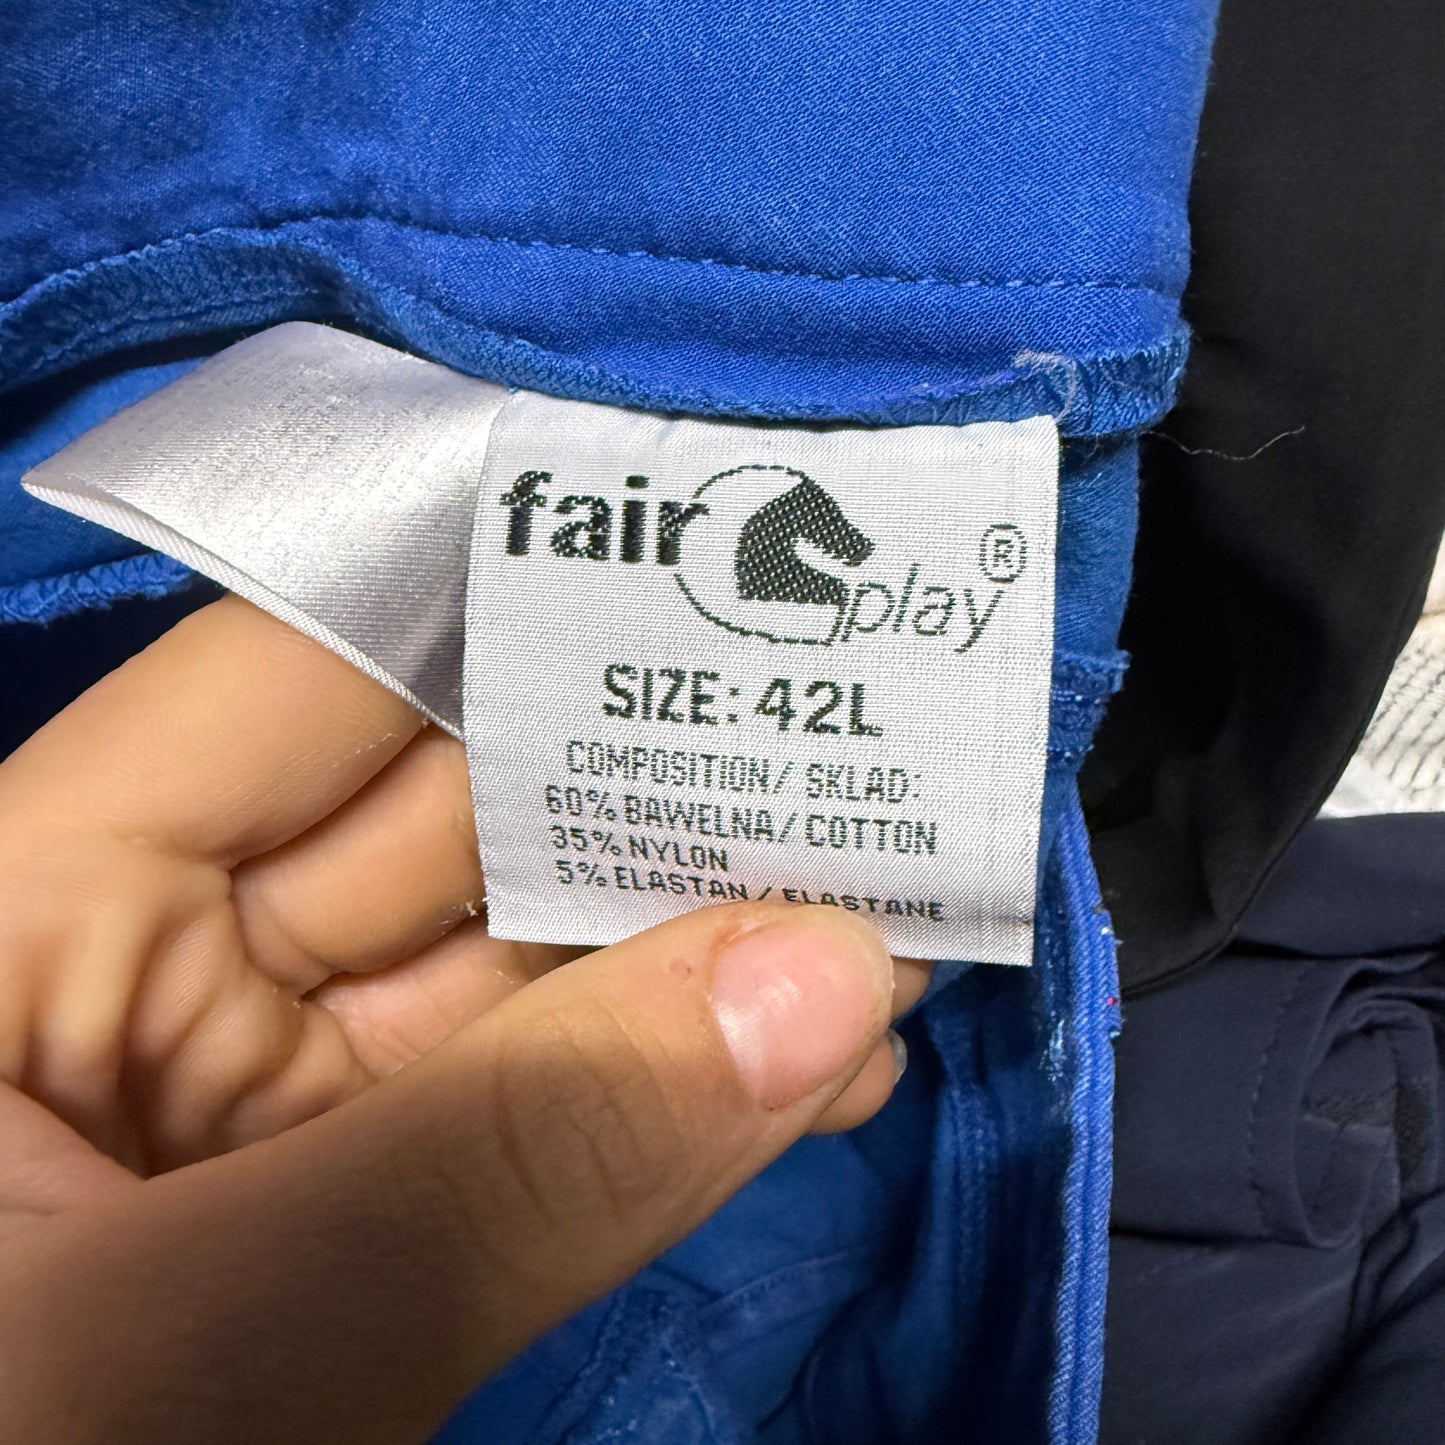 fair play ®
SIZE: 42L
COMPOSITION/ SKLAD:
60% BAWELNA/COTTON
35% NYLON
5% ELASTAN / ELASTANE